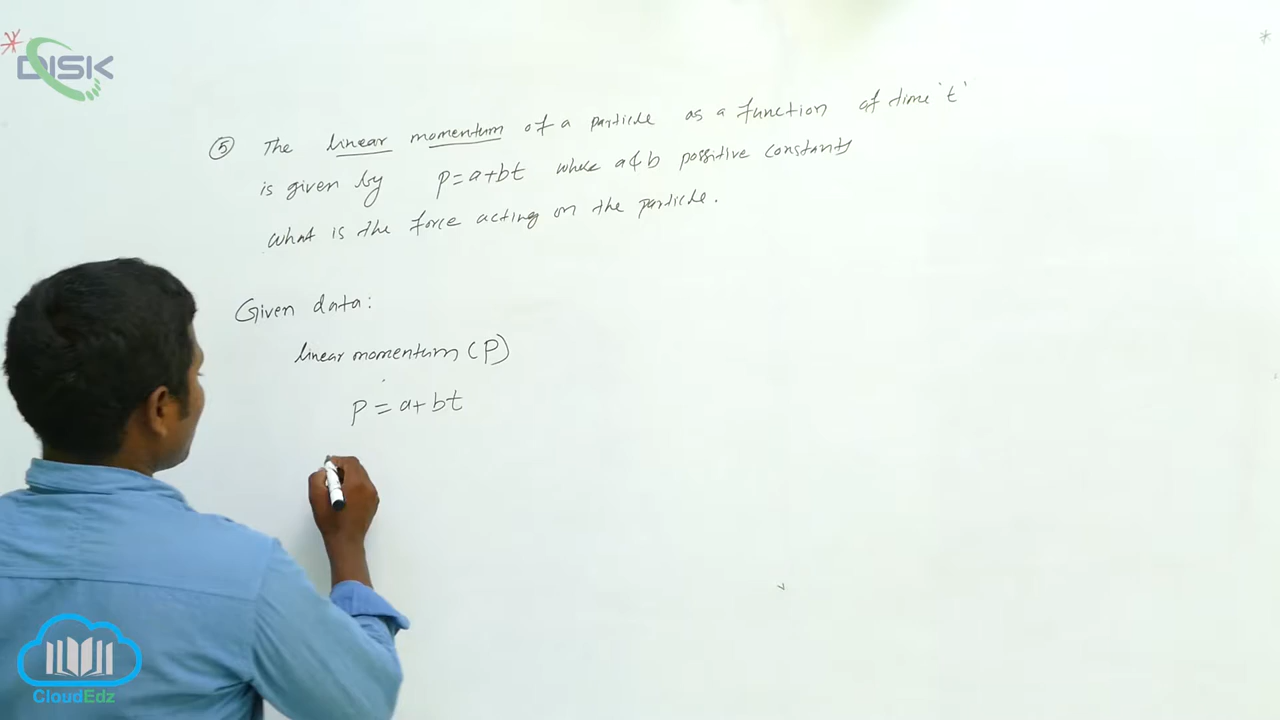 DISK
⑤ The linear momentum of a particle as a function of time 't'
is given by p = a + bt where a & b possitive constants
What is the force acting on the particle.
Given data:
linear momentum (P)
P = a + bt
CloudEdz